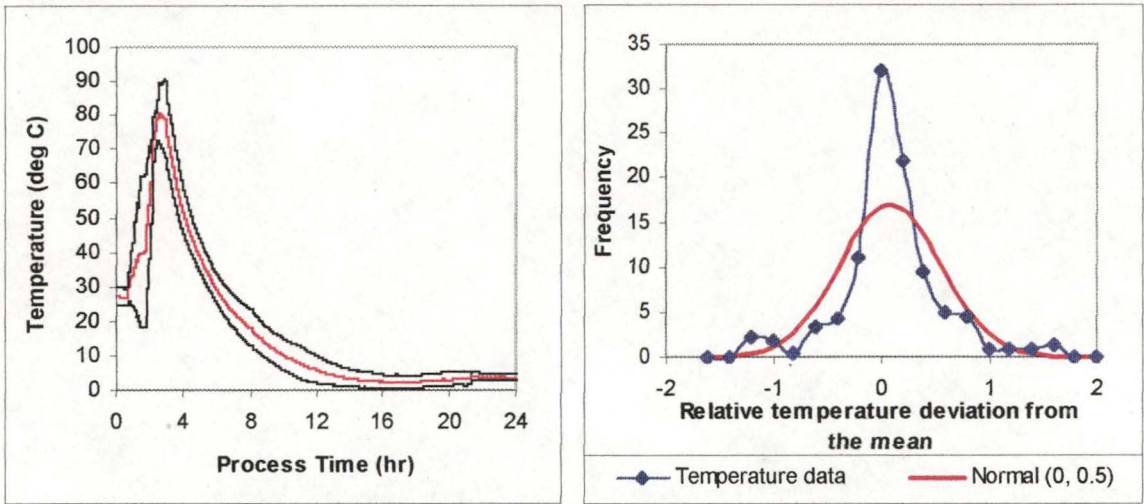 100
90
80
70
60
50
40
30
20
10
0
Temperature (deg C)
0 4 8 12 16 20 24
Process Time (hr)
35
30
25
20
15
10
5
0
Frequency
-2 -1 0 1 2
Relative temperature deviation from
the mean
Temperature data Normal (0, 0.5)